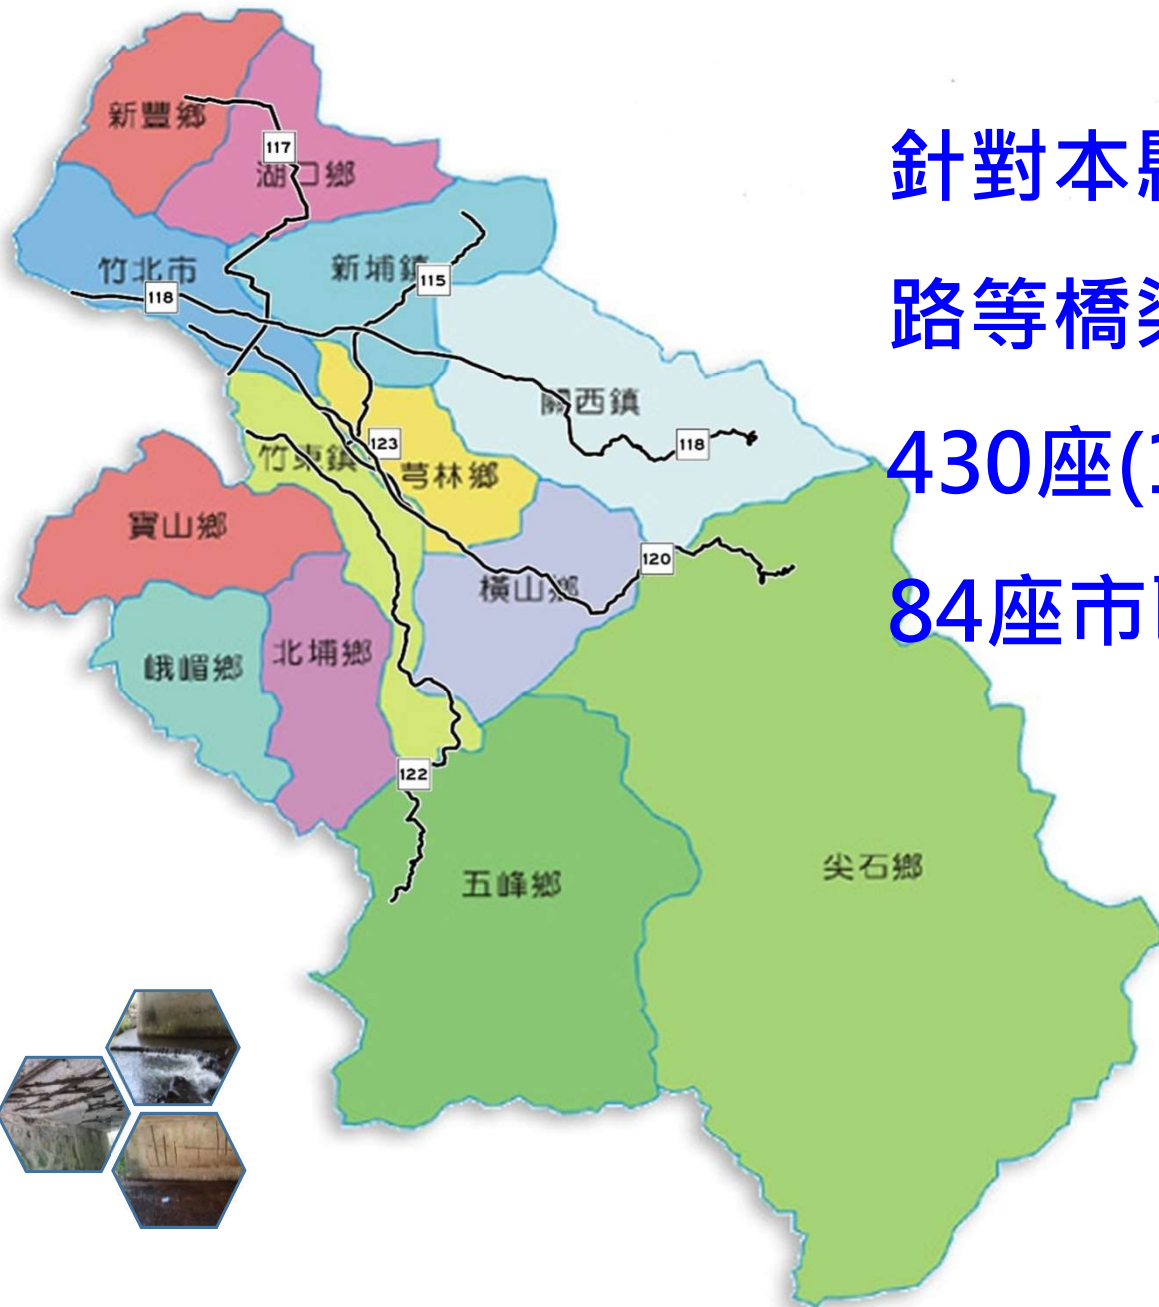 新豐鄉
117
湖口鄉
針對本
竹北市
新埔鎮
115
118
路等橋
關西鎮
118
竹東鎮
123
芎林鄉
430座(
寶山鄉
120
橫山鄉
84座市
峨嵋鄉
北埔鄉
122
五峰鄉
尖石鄉